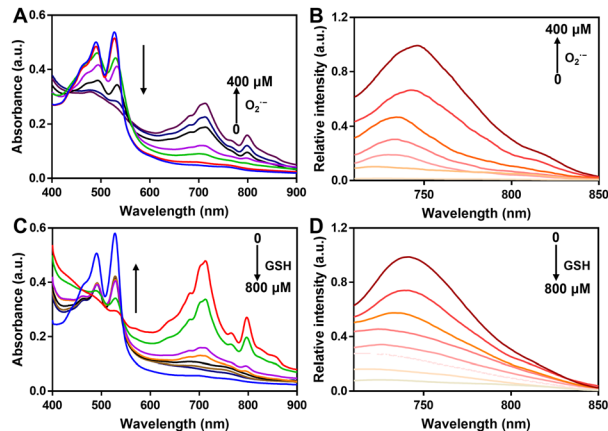 A
Absorbance (a.u.)
0.6
0.4
0.2
0.0
400 μM
O₂·−
0
400 500 600 700 800 900
Wavelength (nm)
B
Relative intensity (a.u.)
1.2
0.8
0.4
0.0
400 μM
O₂·−
0
750 800 850
Wavelength (nm)
C
Absorbance (a.u.)
0.6
0.4
0.2
0.0
0
GSH
800 μM
400 500 600 700 800 900
Wavelength (nm)
D
Relative intensity (a.u.)
1.2
0.8
0.4
0.0
0
GSH
800 μM
750 800 850
Wavelength (nm)